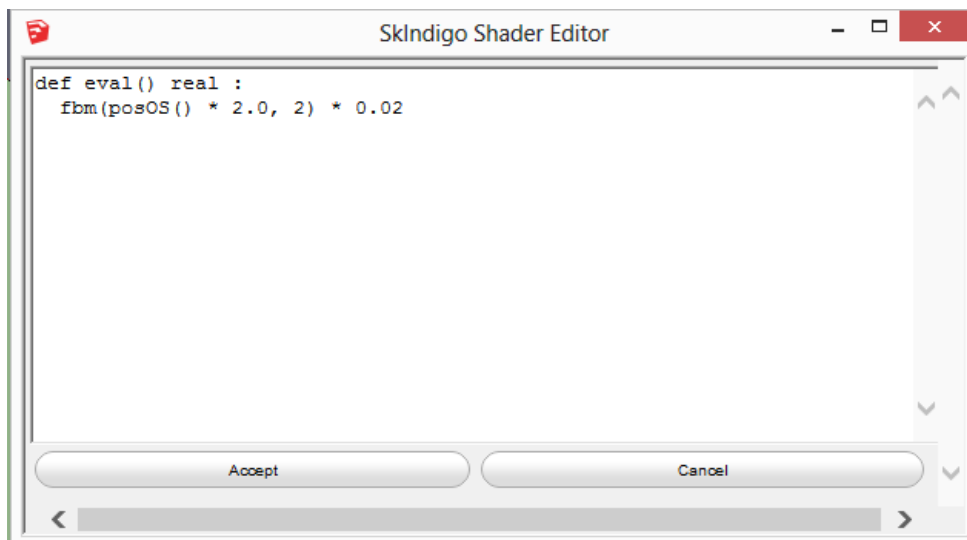 SkIndigo Shader Editor
def eval() real :
  fbm(posOS() * 2.0, 2) * 0.02
Accept
Cancel